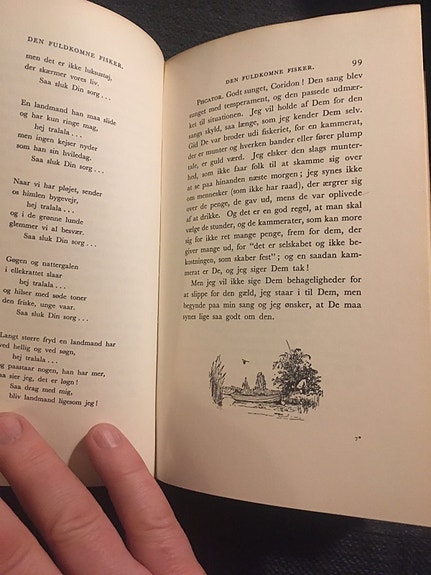 DEN FULDKOMNE FISKER.
men det er ikke luksustøj,
der skærmer vors liv.
Saa sluk Din sorg . . .
En landmand han maa slide
og har kun ringe mag,
hej tralala . . .
men ingen kejser nyder
som han sin hviledag.
Saa sluk Din sorg . . .
Naar vi har pløjet, sender
os himlen bygevejr,
hej tralala . . .
og i de grønne lunde
glemmer vi al besvær.
Saa sluk Din sorg . . .
Gøgen og nattergalen
i ellekrattet slaar
hej tralala . . .
og hilser med søde toner
den friske, unge vaar.
Saa sluk Din sorg . . .
Langt større fryd en landmand har
ved hellig og ved søgn,
hej tralala . . .
og paastaar nogen, han har mer,
saa sier jeg, det er løgn!
Saa drag med mig,
bliv landmand ligesom jeg!
DEN FULDKOMNE FISKER.
99
PISCATOR. Godt sunget, Coridon! Den sang blev
sunget med temperament, og den passede udmær-
ket til situationen. Jeg vil holde af Dem for den
sangs skyld, saa længe, som jeg kender Dem selv.
Gid De var broder udi fiskeriet, for en kammerat,
der er munter og hverken bander eller fører plump
tale, er guld værd. Jeg elsker den slags munter-
hed, som ikke faar folk til at skamme sig over
at se paa hinanden næste morgen; jeg synes ikke
om mennesker (som ikke har raad), der ærgrer sig
over de penge, de gav ud, mens de var oplivede
af at drikke. Og det er en god regel, at man skal
vælge de stunder, og de kammerater, som kan more
sig for ikke ret mange penge, frem for dem, der
giver mange ud, for "det er selskabet og ikke be-
kostningen, som skaber fest"; og en saadan kam-
merat er De, og jeg siger Dem tak!
Men jeg vil ikke sige Dem behageligheder for
at slippe for den gæld, jeg staar i til Dem, men
begynde paa min sang og jeg ønsker, at De maa
synes lige saa godt om den.
7*